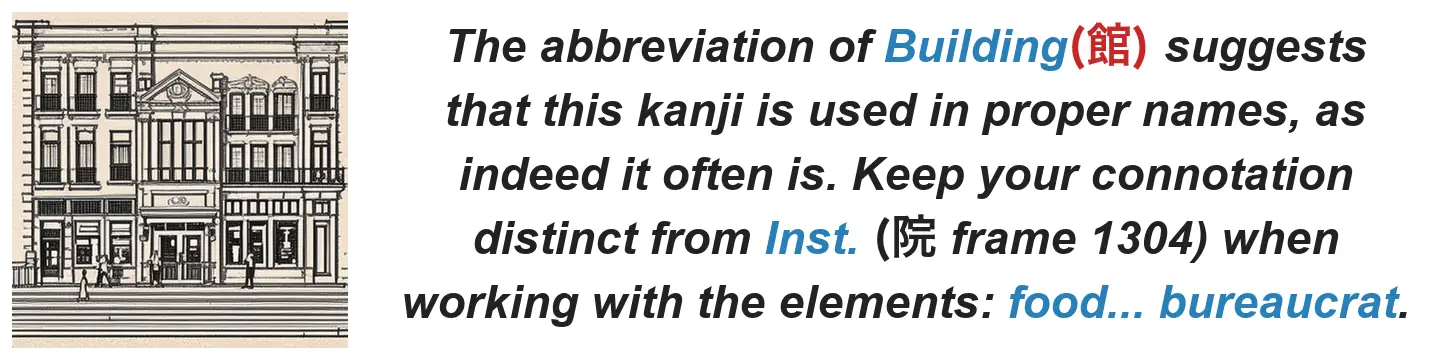 The abbreviation of Building(館) suggests
that this kanji is used in proper names, as
indeed it often is. Keep your connotation
distinct from Inst. (院 frame 1304) when
working with the elements: food... bureaucrat.